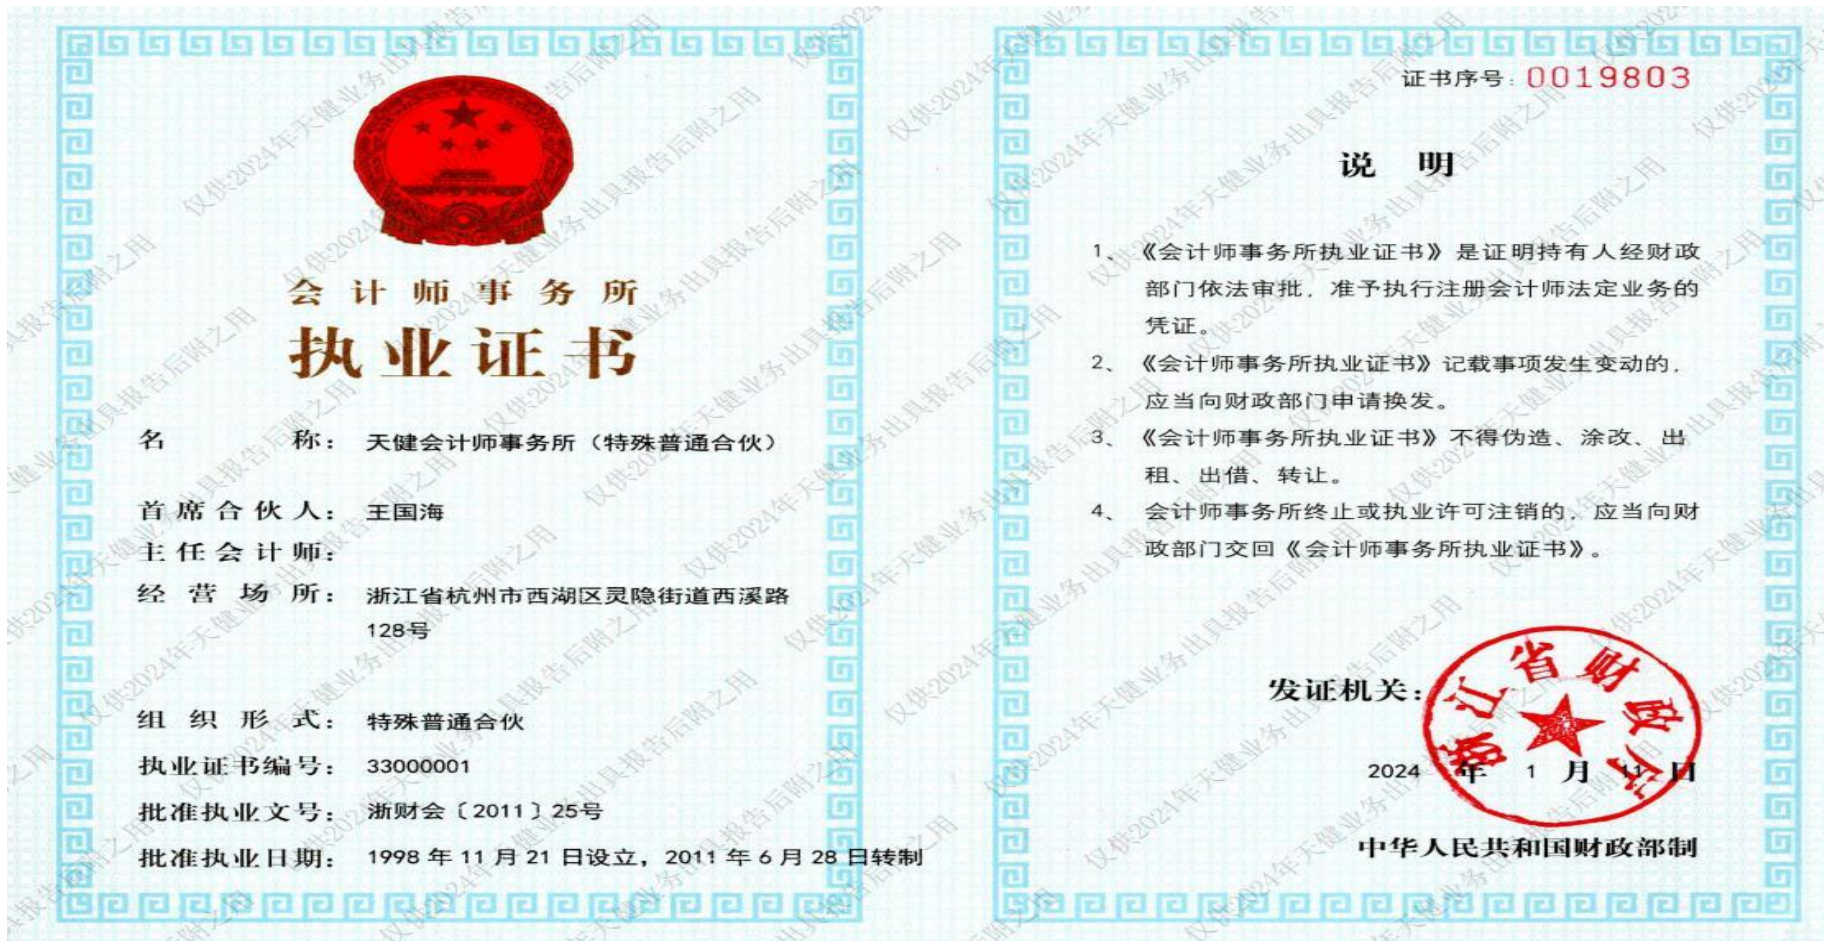 会计师事务所
执业证书
名 称： 天健会计师事务所（特殊普通合伙）
首席合伙人： 王国海
主任会计师：
经营场所： 浙江省杭州市西湖区灵隐街道西溪路
128号
组织形式： 特殊普通合伙
执业证书编号： 33000001
批准执业文号： 浙财会〔2011〕25号
批准执业日期： 1998 年 11 月 21 日设立，2011 年 6 月 28 日转制
证书序号：0019803
说 明
1、《会计师事务所执业证书》是证明持有人经财政
部门依法审批，准予执行注册会计师法定业务的
凭证。
2、《会计师事务所执业证书》记载事项发生变动的，
应当向财政部门申请换发。
3、《会计师事务所执业证书》不得伪造、涂改、出
租、出借、转让。
4、 会计师事务所终止或执业许可注销的，应当向财
政部门交回《会计师事务所执业证书》。
发证机关：
浙江省财政厅
2024 年 1 月 11 日
中华人民共和国财政部制
仅供2024年天健业务出具报告后附之用